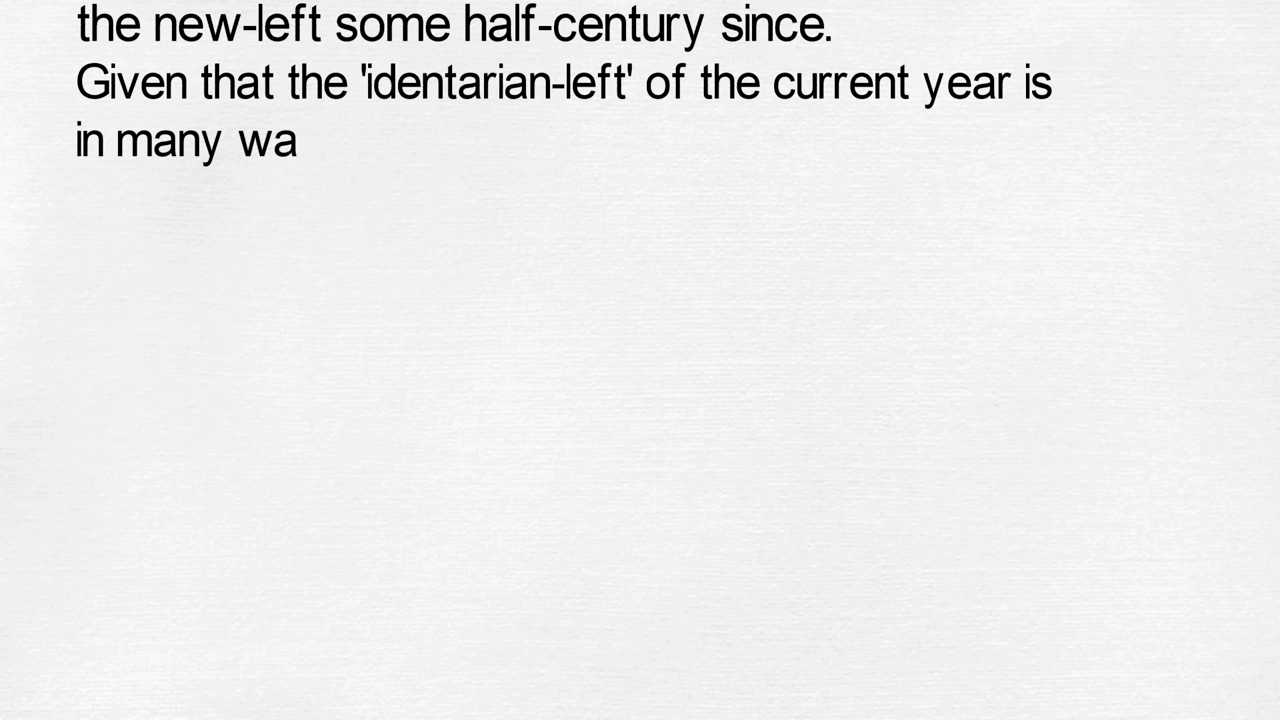 the new-left some half-century since.
Given that the 'identarian-left' of the current year is
in many wa